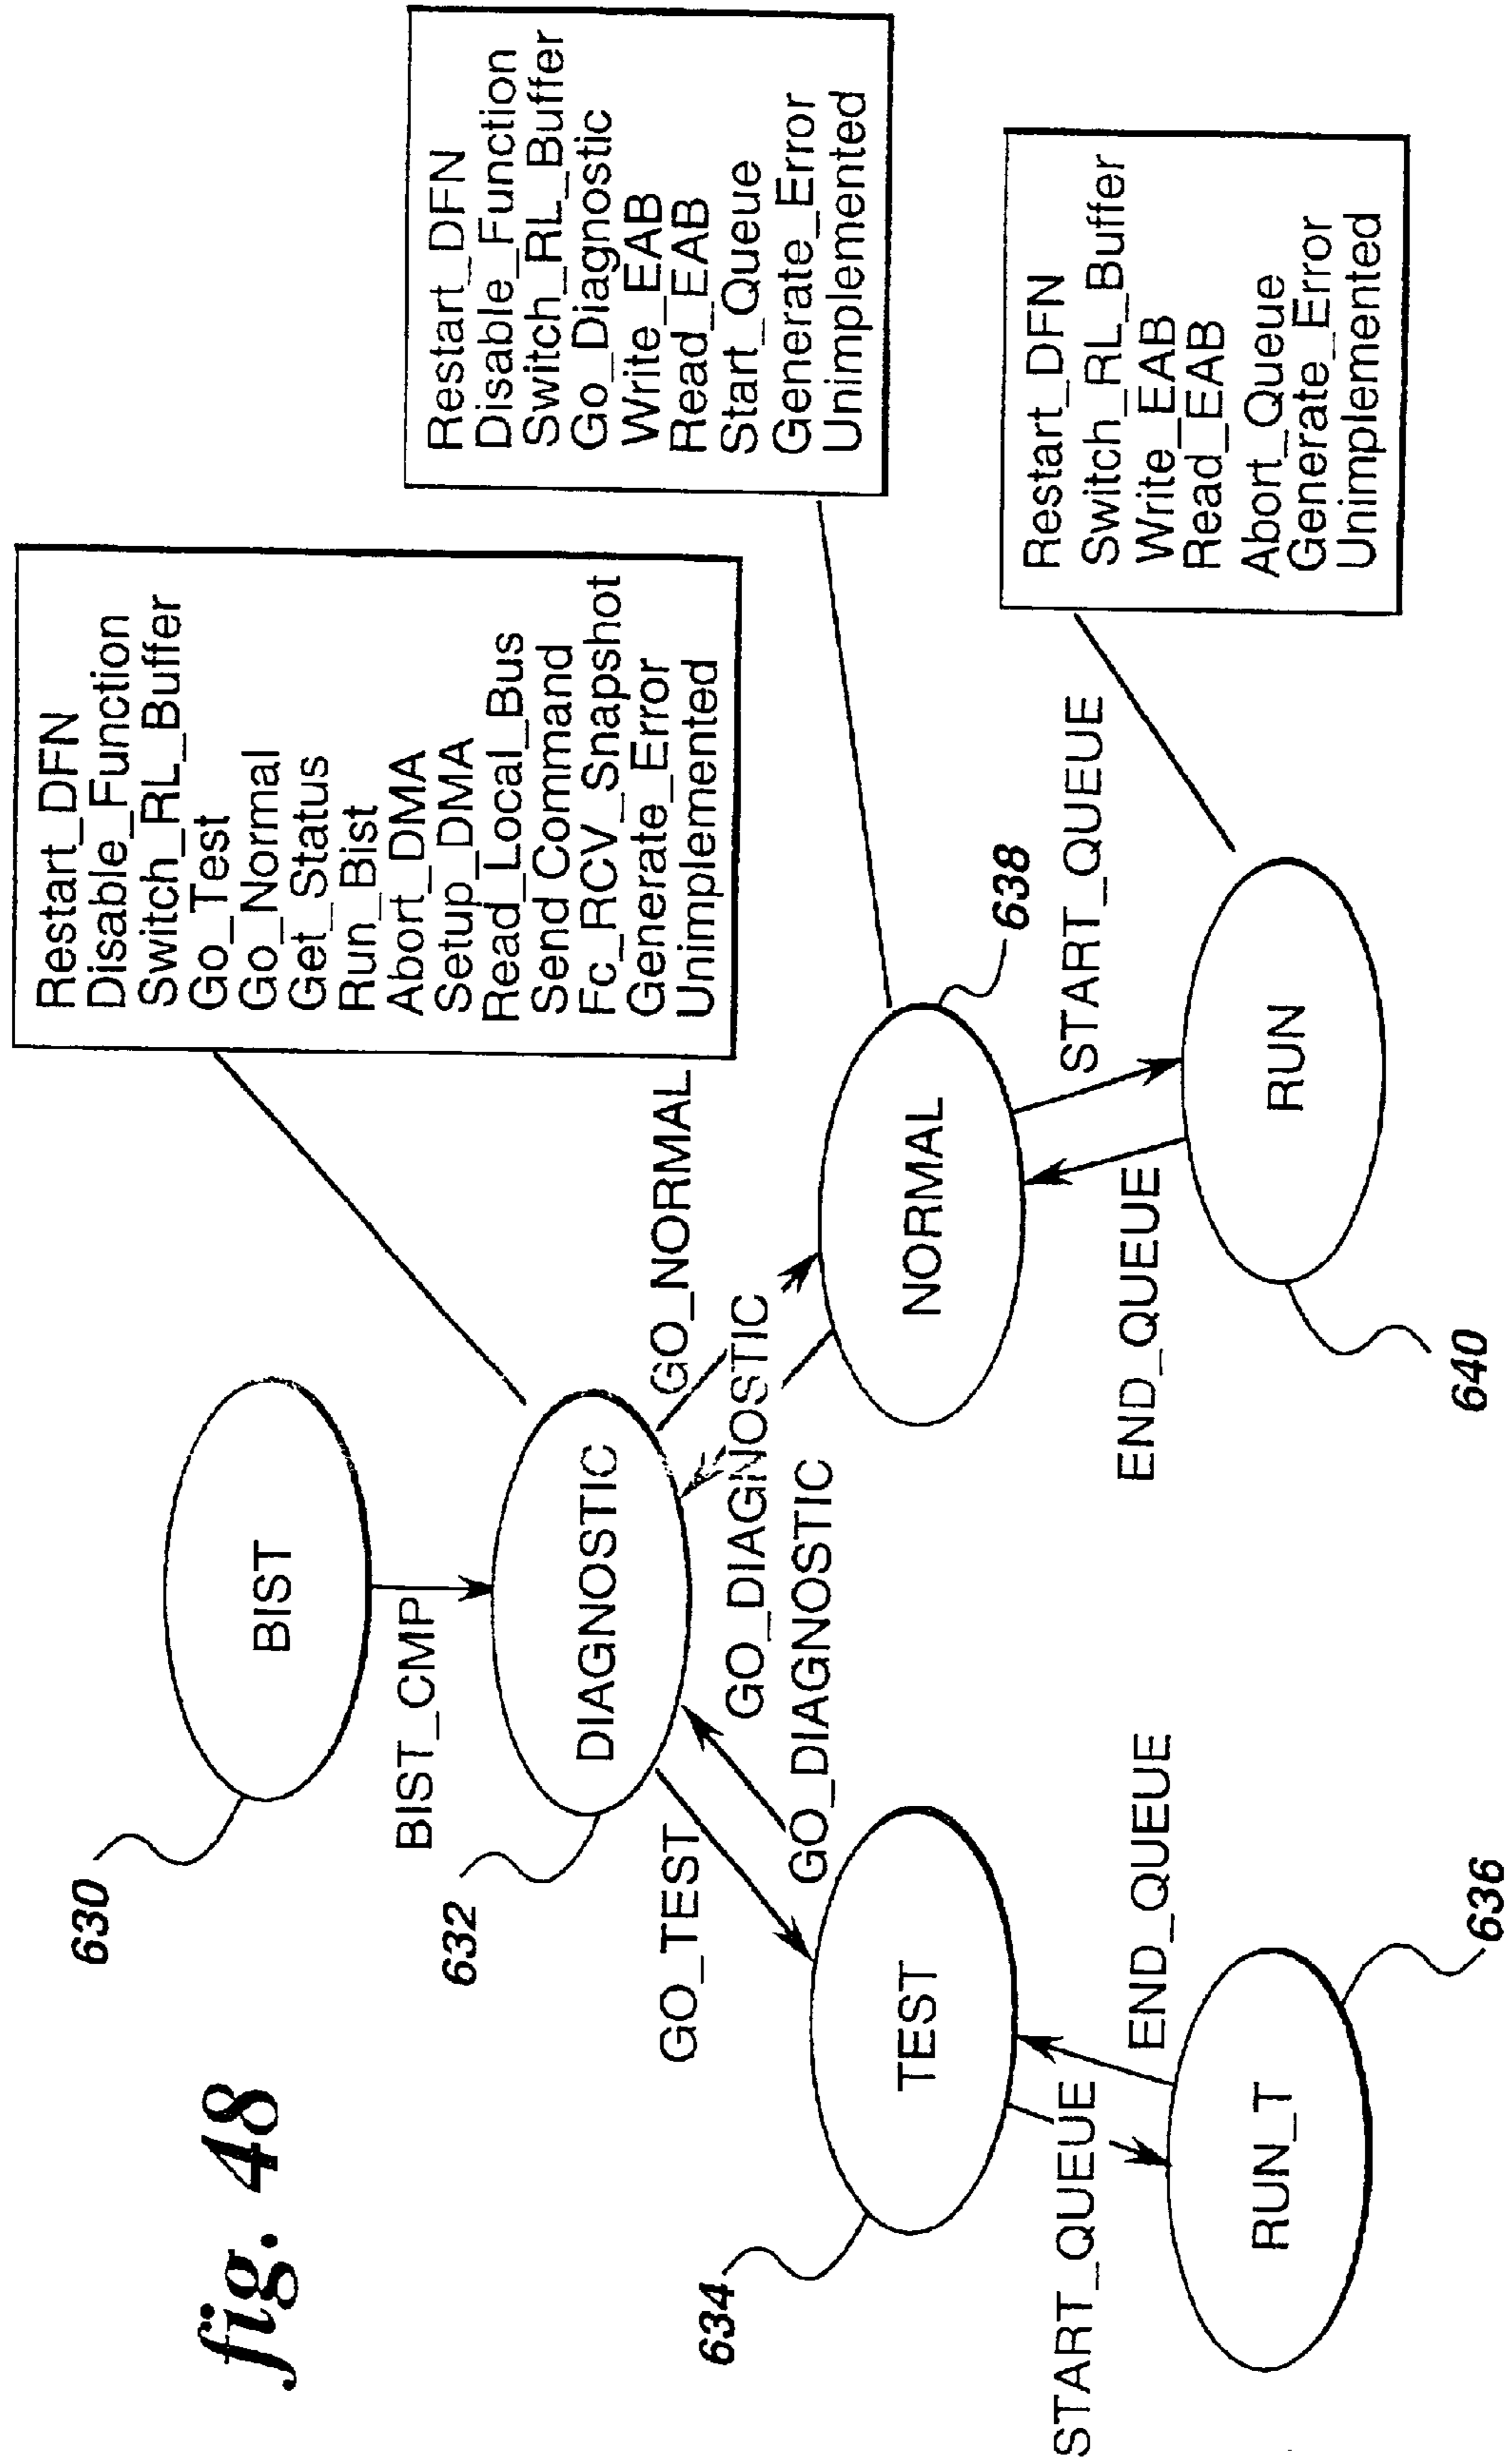 fig. 48
630
BIST
BIST_CMP
632
DIAGNOSTIC
Restart_DFN
Disable_Function
Switch_RL_Buffer
Go_Test
Go_Normal
Get_Status
Run_Bist
Abort_DMA
Setup_DMA
Read_Local_Bus
Send Command
Fc_RCV_Snapshot
Generate_Error
Unimplemented
GO_TEST
GO_NORMAL
GO_DIAGNOSTIC
GO_DIAGNOSTIC
634
TEST
NORMAL
638
Restart_DFN
Disable_Function
Switch_RL_Buffer
Go_Diagnostic
Write_EAB
Read_EAB
Start_Queue
Generate_Error
Unimplemented
START_QUEUE
END_QUEUE
END_QUEUE
START_QUEUE
RUN_T
636
RUN
640
Restart_DFN
Switch_RL_Buffer
Write_EAB
Read_EAB
Abort_Queue
Generate_Error
Unimplemented